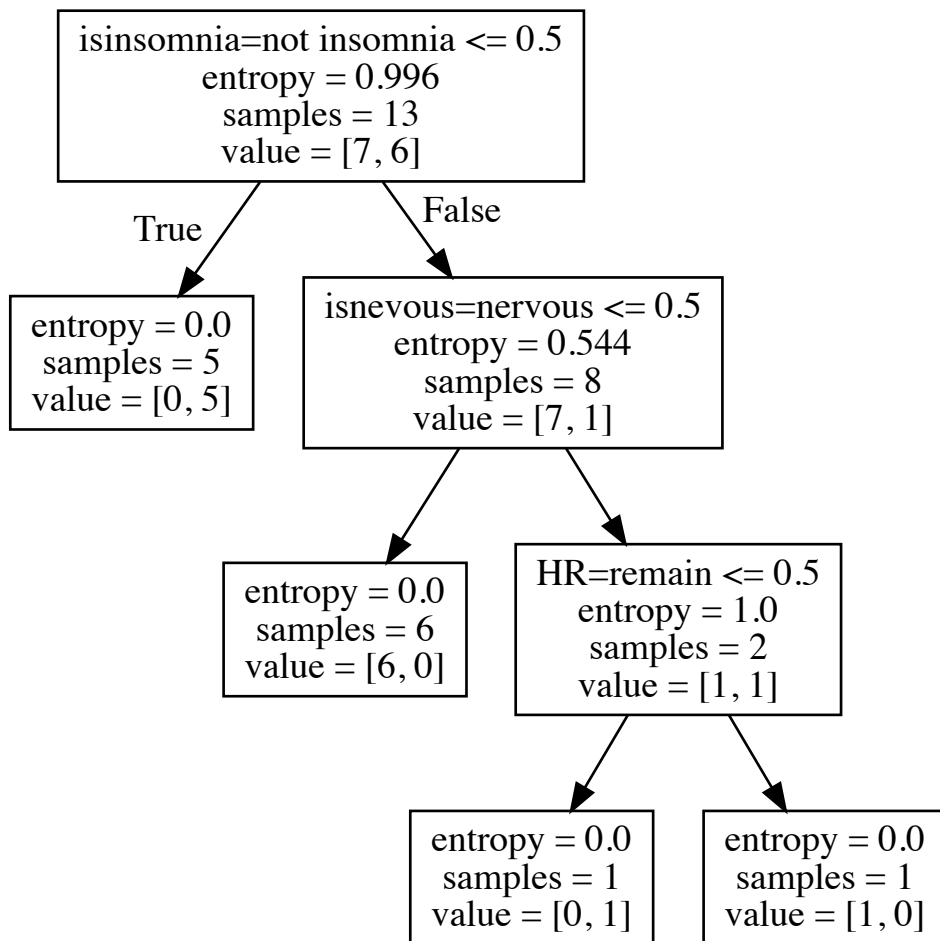 isinsomnia=not insomnia <= 0.5
entropy = 0.996
samples = 13
value = [7, 6]
True
False
entropy = 0.0
samples = 5
value = [0, 5]
isnevous=nervous <= 0.5
entropy = 0.544
samples = 8
value = [7, 1]
entropy = 0.0
samples = 6
value = [6, 0]
HR=remain <= 0.5
entropy = 1.0
samples = 2
value = [1, 1]
entropy = 0.0
samples = 1
value = [0, 1]
entropy = 0.0
samples = 1
value = [1, 0]